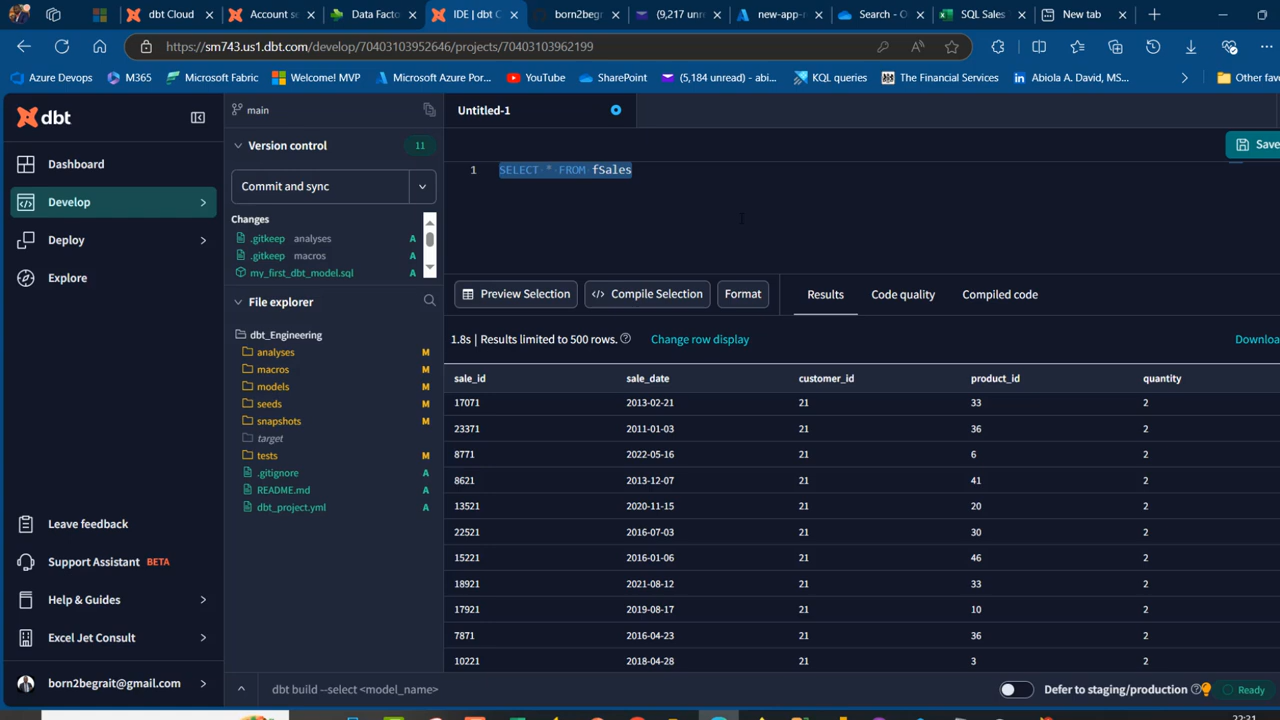 dbt Cloud
Account se
Data Facto
IDE | dbt C
born2begr
(9,217 unr
new-app-r
Search - O
SQL Sales
New tab
https://sm743.us1.dbt.com/develop/70403103952646/projects/70403103962199
Azure Devops
M365
Microsoft Fabric
Welcome! MVP
Microsoft Azure Por...
YouTube
SharePoint
(5,184 unread) - abi...
KQL queries
The Financial Services
Abiola A. David, MS...
Other fav
dbt
Dashboard
Develop
Deploy
Explore
Leave feedback
Support Assistant BETA
Help & Guides
Excel Jet Consult
born2begrait@gmail.com
main
Version control 11
Commit and sync
Changes
.gitkeep analyses A
.gitkeep macros A
my_first_dbt_model.sql A
File explorer
dbt_Engineering
analyses M
macros M
models M
seeds M
snapshots M
target
tests M
.gitignore A
README.md A
dbt_project.yml A
Untitled-1
Save
1 SELECT * FROM fSales
Preview Selection
Compile Selection
Format
Results
Code quality
Compiled code
1.8s | Results limited to 500 rows. Change row display Downloa
sale_id sale_date customer_id product_id quantity
17071 2013-02-21 21 33 2
23371 2011-01-03 21 36 2
8771 2022-05-16 21 6 2
8621 2013-12-07 21 41 2
13521 2020-11-15 21 20 2
22521 2016-07-03 21 30 2
15221 2016-01-06 21 46 2
18921 2021-08-12 21 33 2
17921 2019-08-17 21 10 2
7871 2016-04-23 21 36 2
10221 2018-04-28 21 3 2
dbt build --select <model_name>
Defer to staging/production
Ready